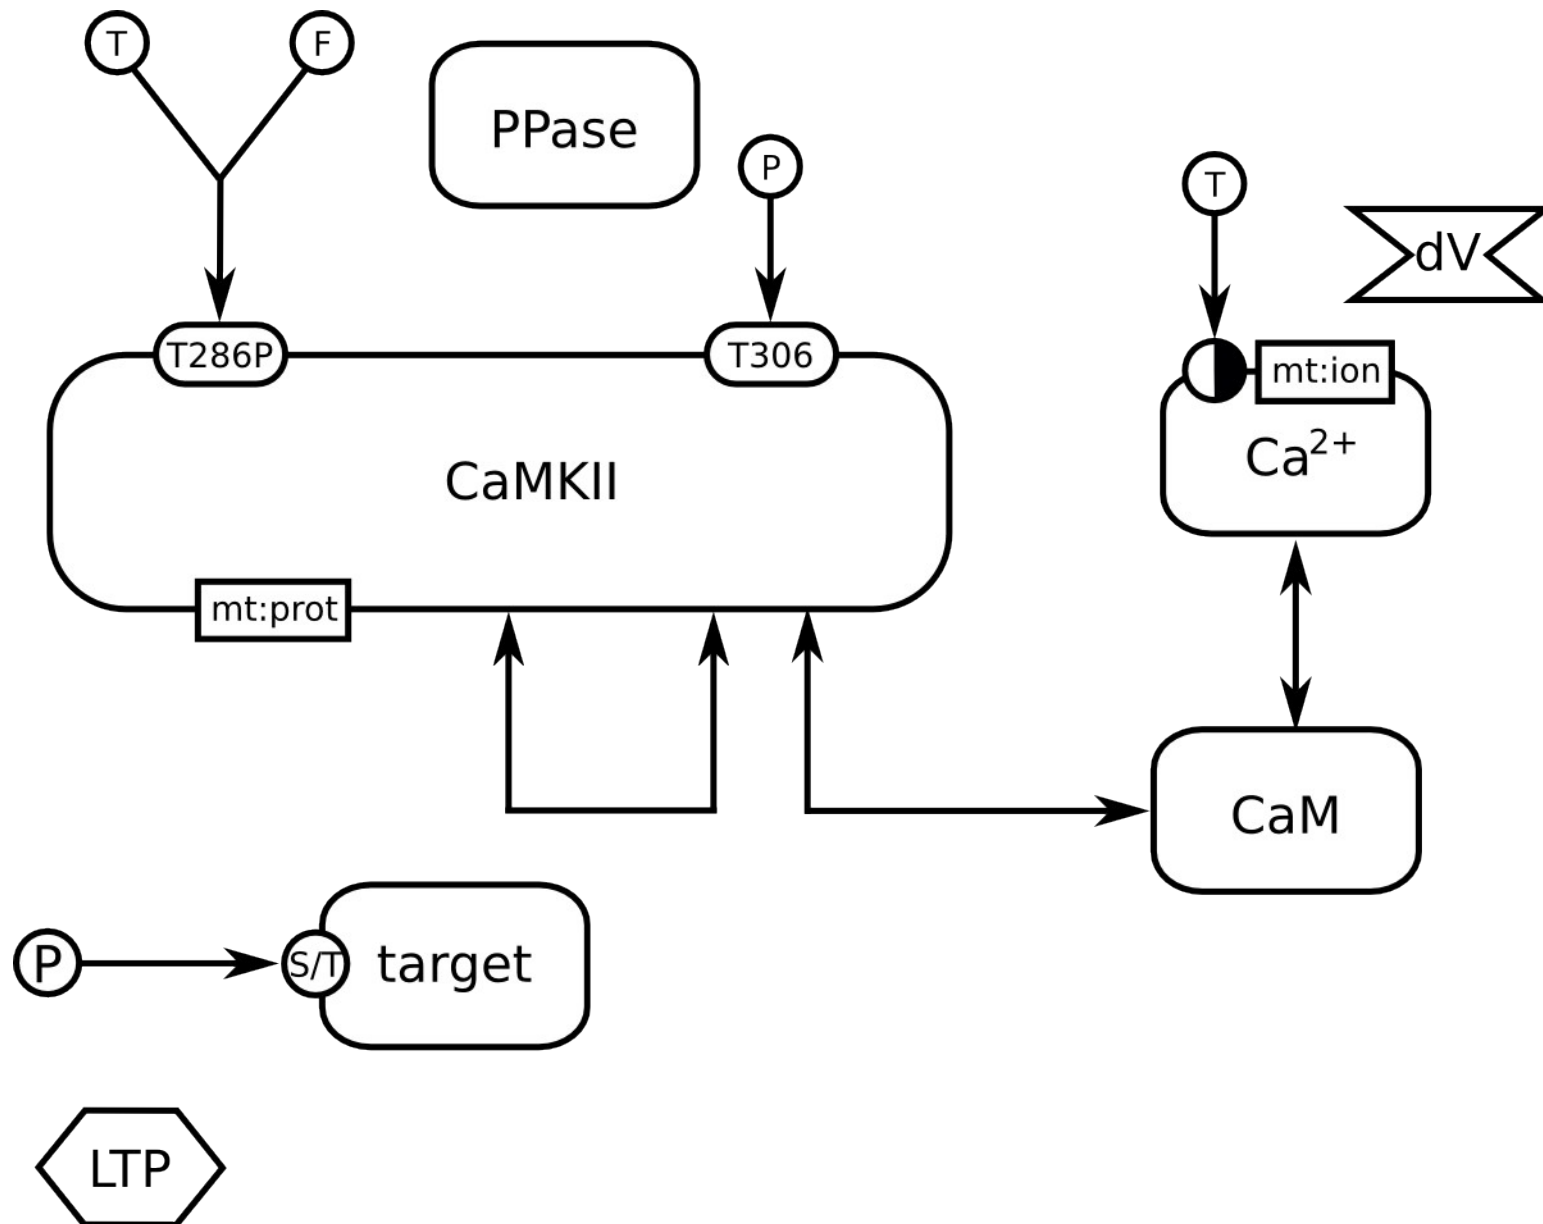 T
F
PPase
P
T
dV
T286P
T306
mt:ion
Ca²⁺
CaMKII
mt:prot
CaM
P
S/T
target
LTP